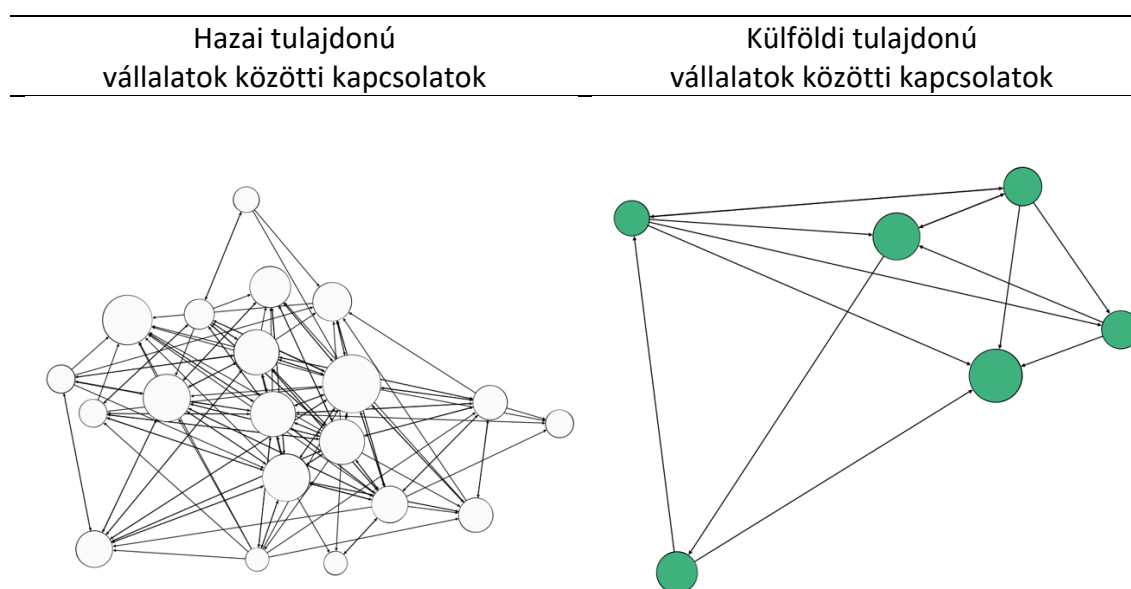 Hazai tulajdonú
vállalatok közötti kapcsolatok
Külföldi tulajdonú
vállalatok közötti kapcsolatok